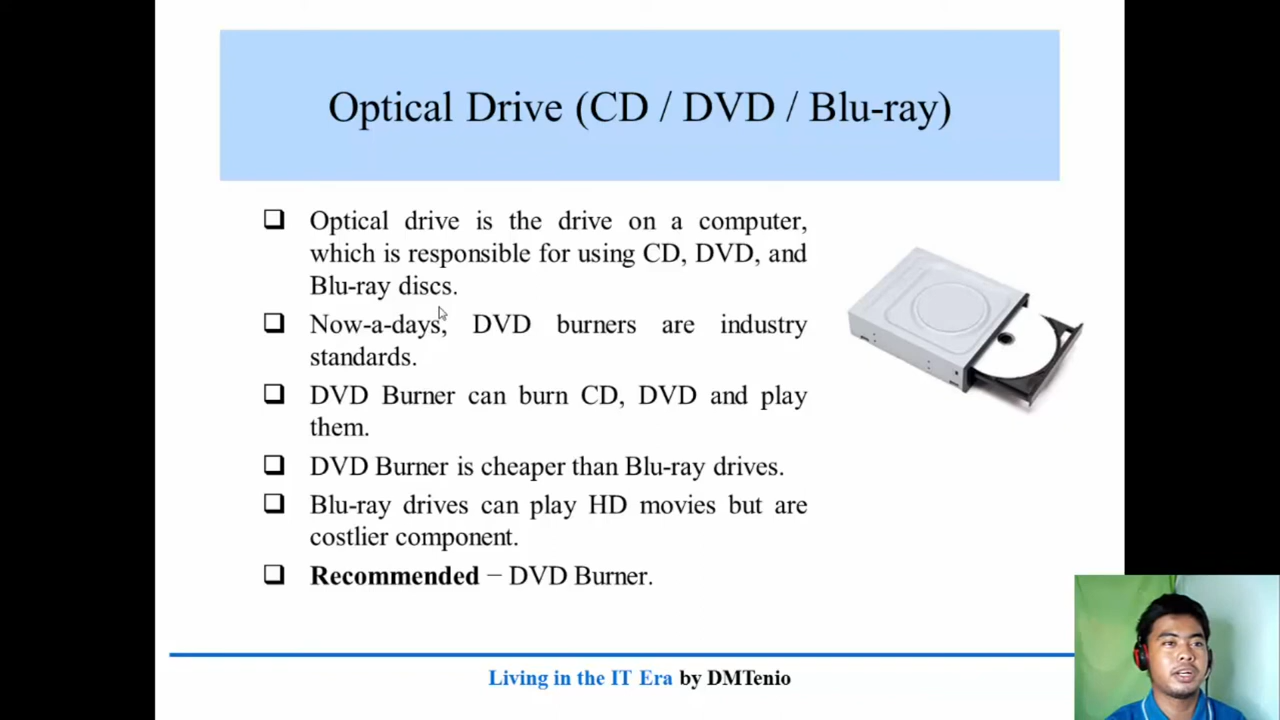 Optical Drive (CD / DVD / Blu-ray)
Optical drive is the drive on a computer,
which is responsible for using CD, DVD, and
Blu-ray discs.
Now-a-days, DVD burners are industry
standards.
DVD Burner can burn CD, DVD and play
them.
DVD Burner is cheaper than Blu-ray drives.
Blu-ray drives can play HD movies but are
costlier component.
Recommended − DVD Burner.
Living in the IT Era by DMTenio